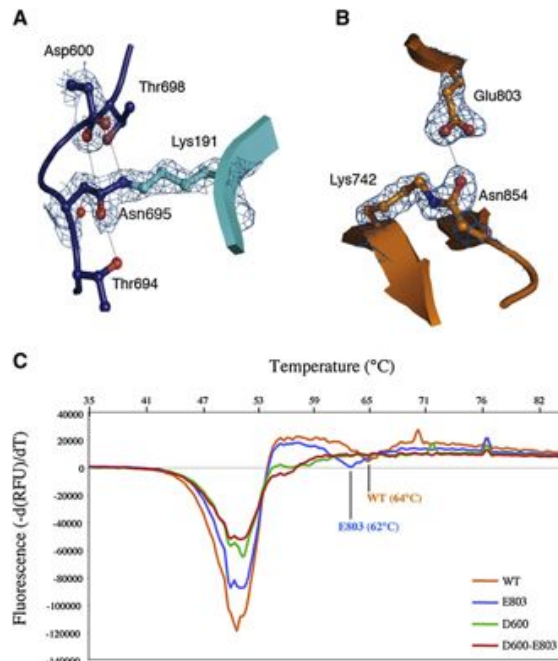 A
Asp600
Thr698
Lys191
Asn695
Thr694
B
Glu803
Lys742
Asn854
C
Temperature (°C)
35 41 47 53 59 65 71 76 82
40000
20000
0
-20000
-40000
-60000
-80000
-100000
-120000
-140000
Fluorescence (-d(RFU)/dT)
WT (64°C)
E803 (62°C)
WT
E803
D600
D600-E803